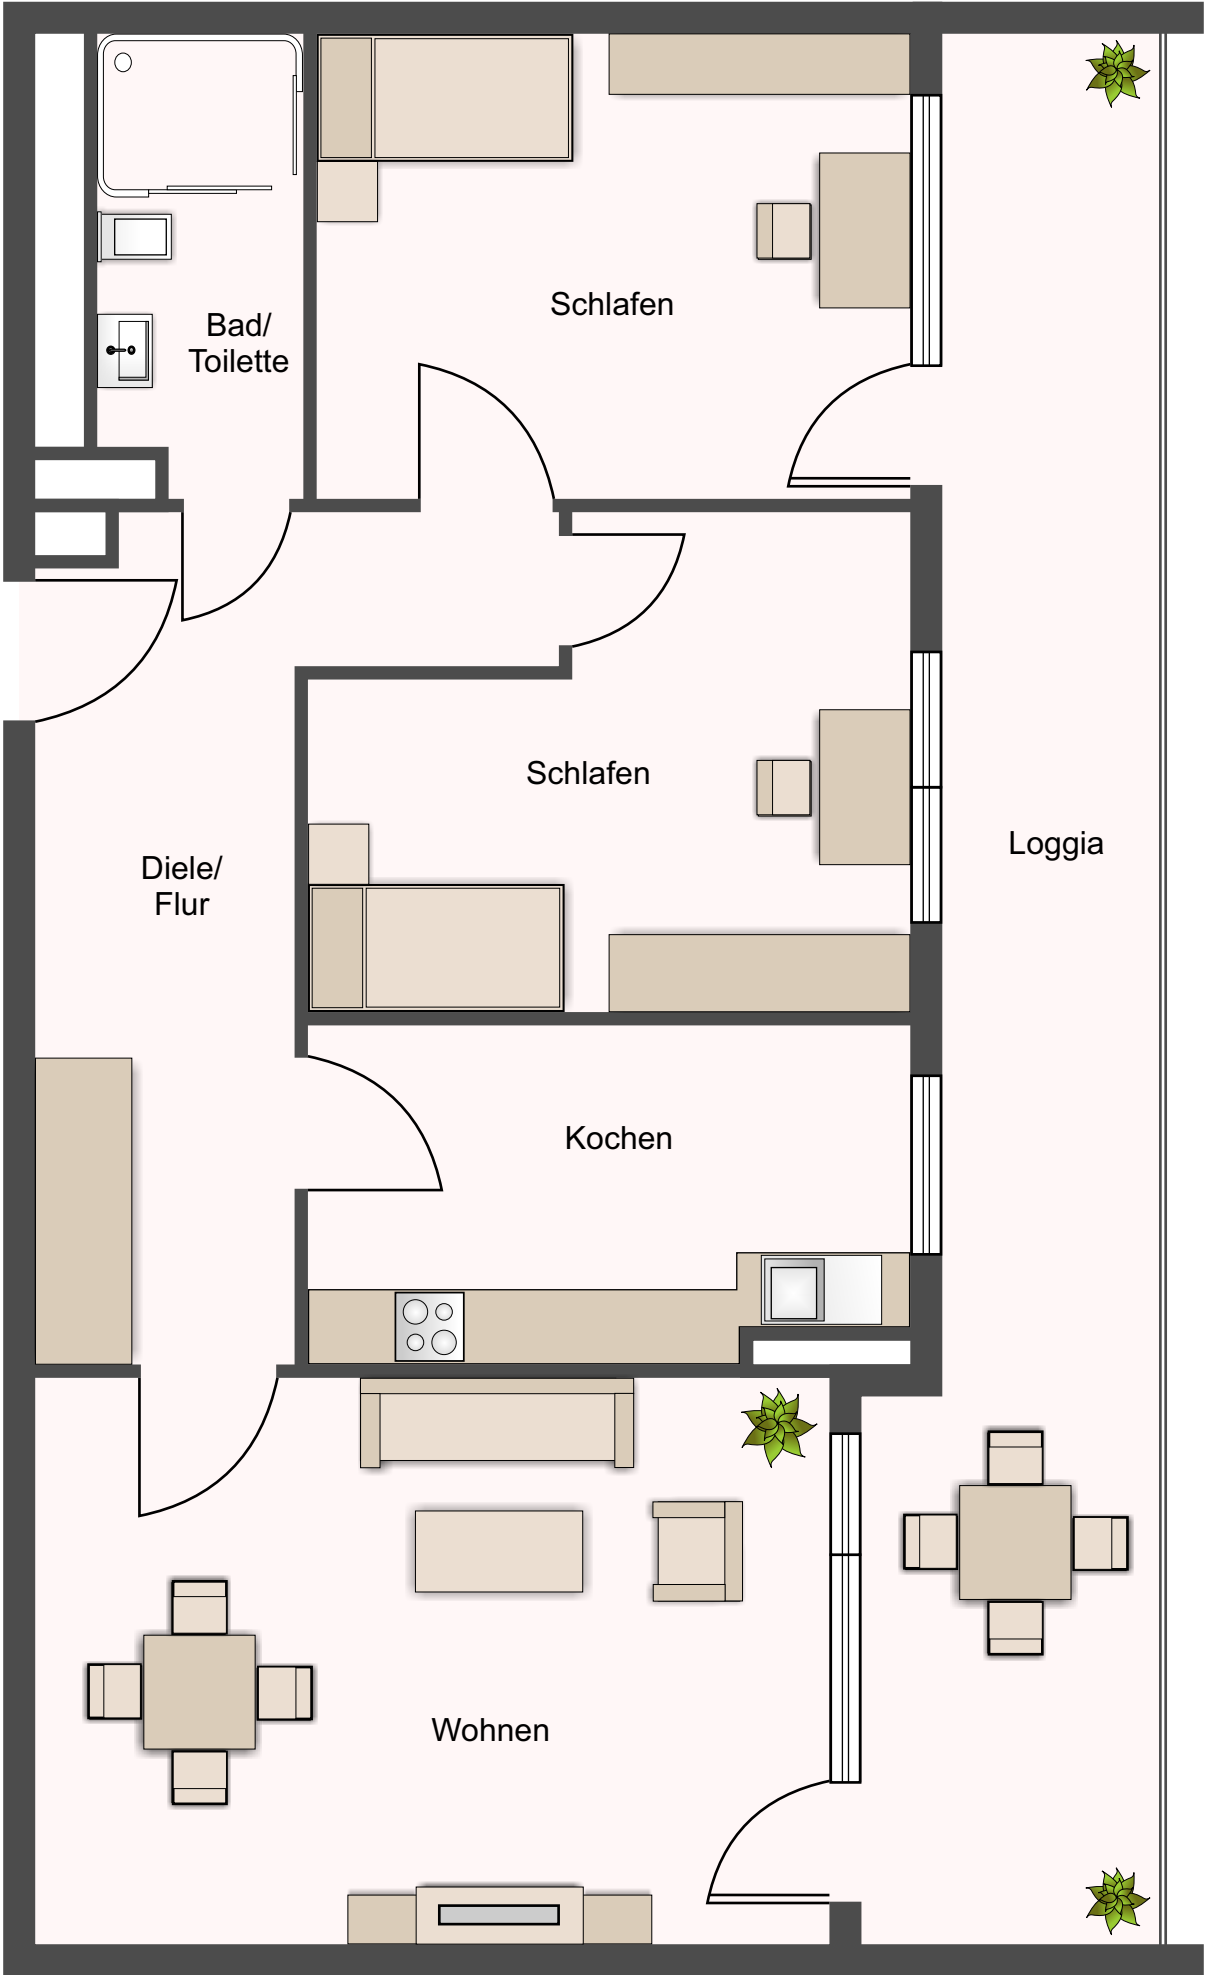 Schlafen
Bad/
Toilette
Schlafen
Loggia
Diele/
Flur
Kochen
Wohnen